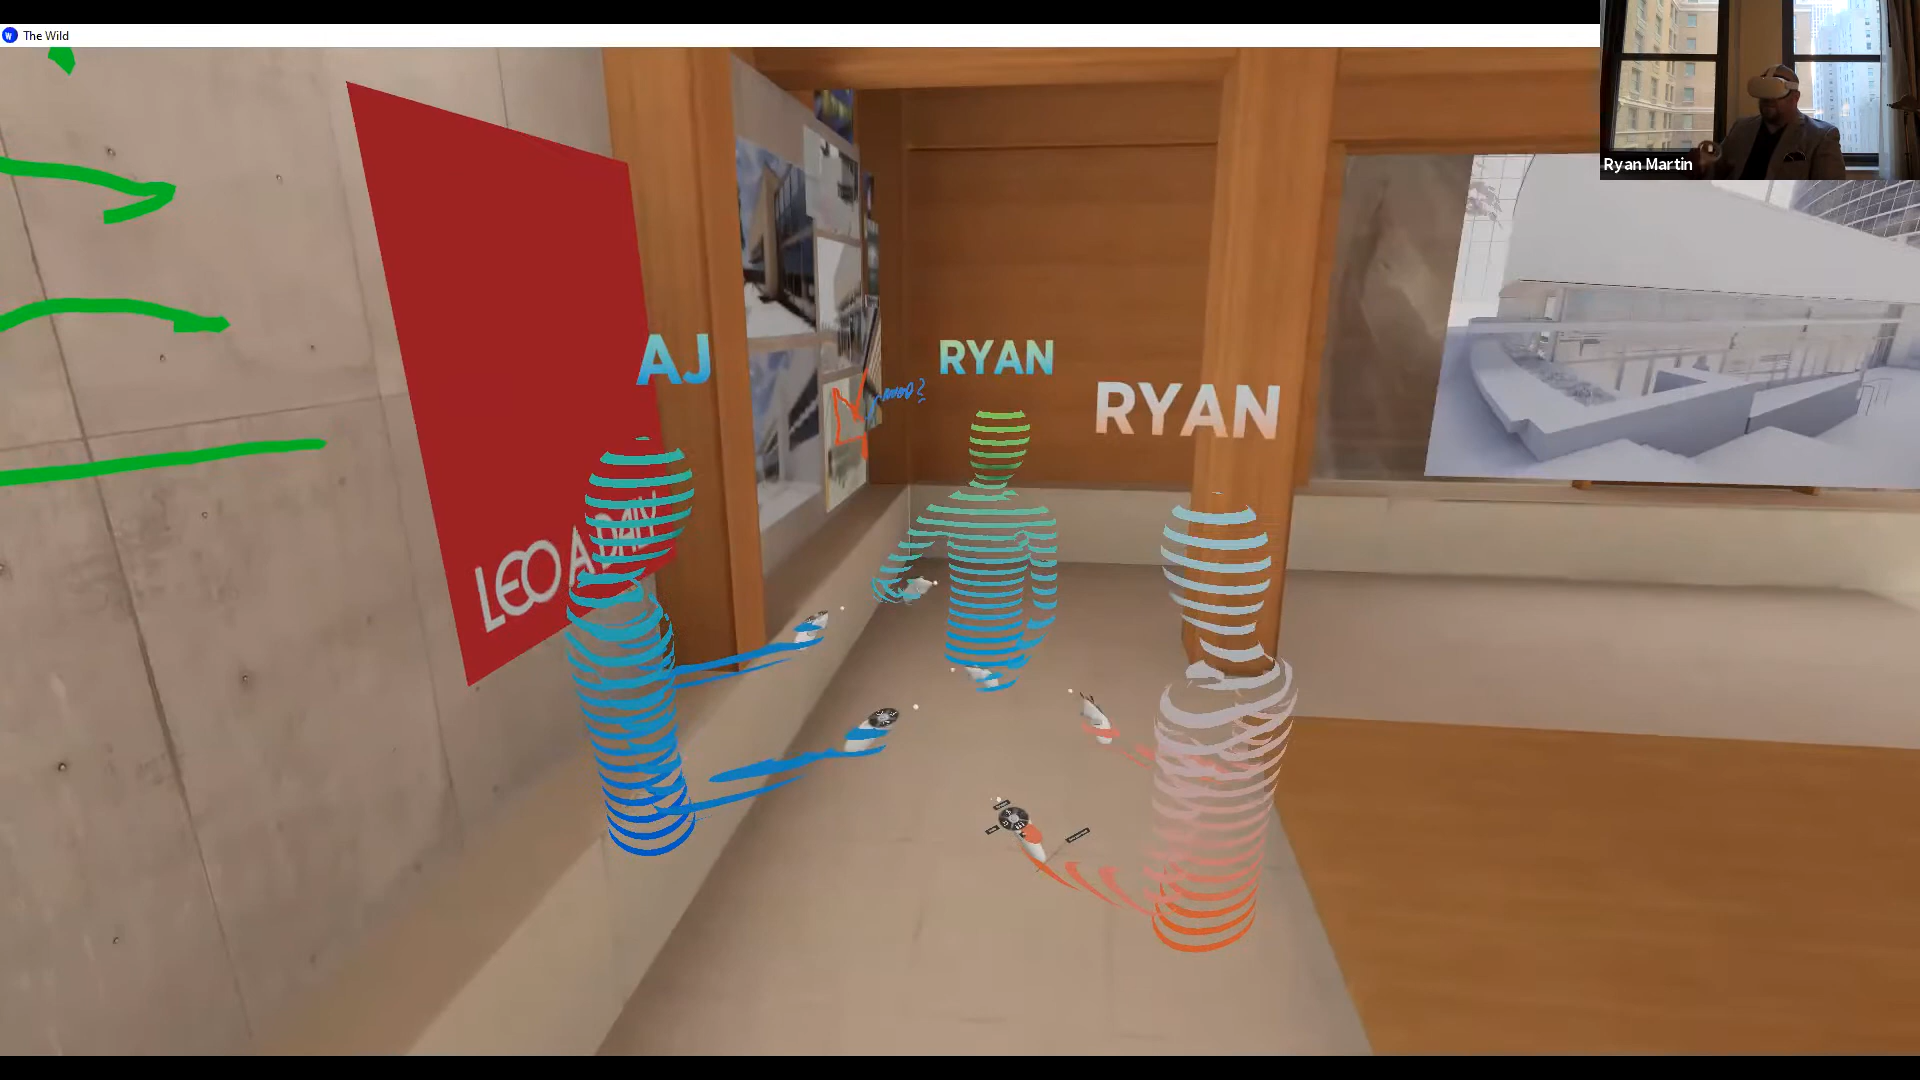 The Wild
Ryan Martin
AJ
RYAN
RYAN
LEO A DALY